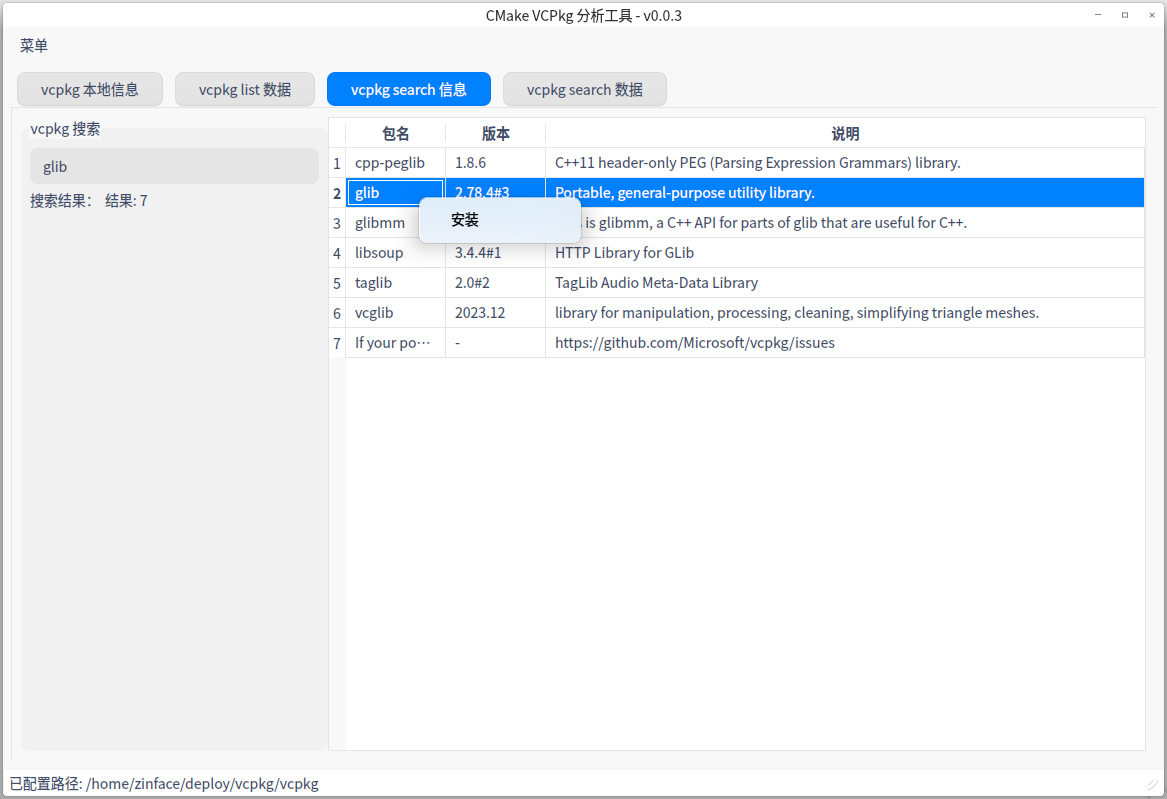 CMake VCPkg 分析工具 - v0.0.3
菜单
vcpkg 本地信息 vcpkg list 数据 vcpkg search 信息 vcpkg search 数据
vcpkg 搜索
glib
搜索结果： 结果: 7
包名 版本 说明
1 cpp-peglib 1.8.6 C++11 header-only PEG (Parsing Expression Grammars) library.
2 glib 2.78.4#3 Portable, general-purpose utility library.
安装
3 glibmm is glibmm, a C++ API for parts of glib that are useful for C++.
4 libsoup 3.4.4#1 HTTP Library for GLib
5 taglib 2.0#2 TagLib Audio Meta-Data Library
6 vcglib 2023.12 library for manipulation, processing, cleaning, simplifying triangle meshes.
7 If your po··· - https://github.com/Microsoft/vcpkg/issues
已配置路径: /home/zinface/deploy/vcpkg/vcpkg